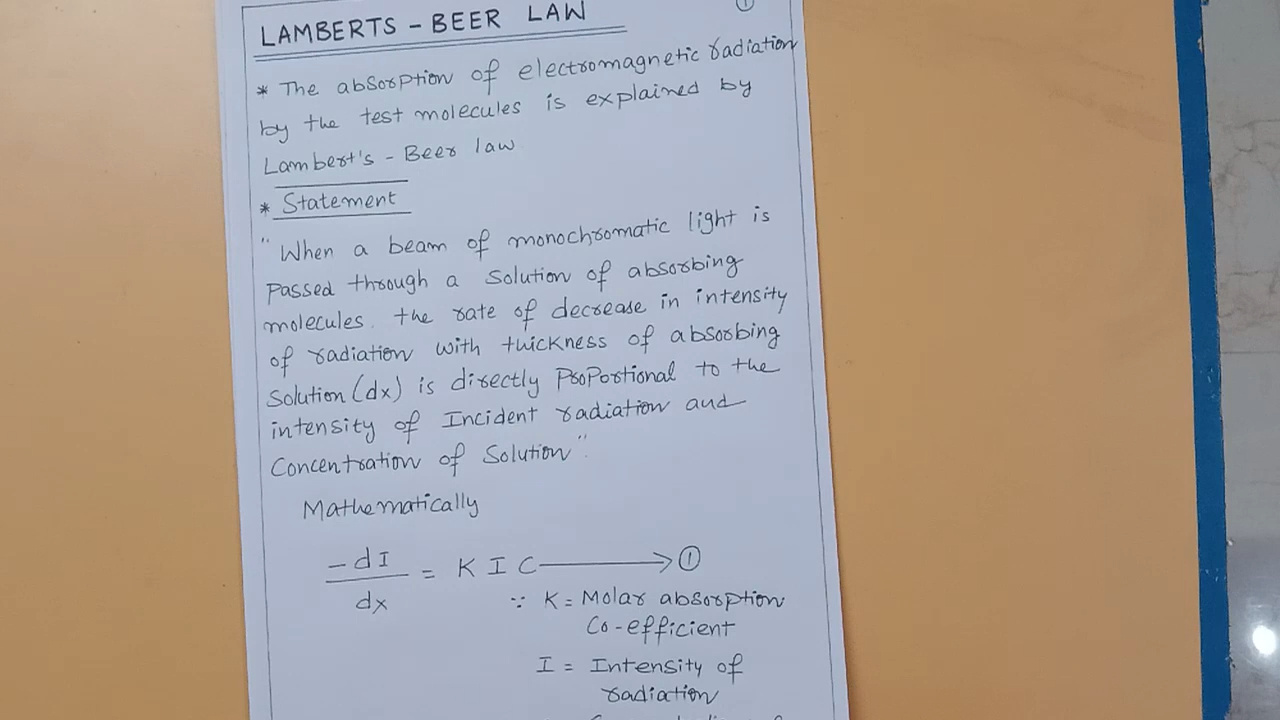 LAMBERTS - BEER LAW
①
* The absorption of electromagnetic radiation
by the test molecules is explained by
Lambert's - Beer law
* Statement
"When a beam of monochromatic light is
Passed through a Solution of absorbing
molecules. the rate of decrease in intensity
of radiation with thickness of absorbing
Solution (dx) is directly Proportional to the
intensity of Incident radiation and
Concentration of Solution".
Mathematically
-dI/dx = K I C → ①
∵ K = Molar absorption
Co-efficient
I = Intensity of
radiation